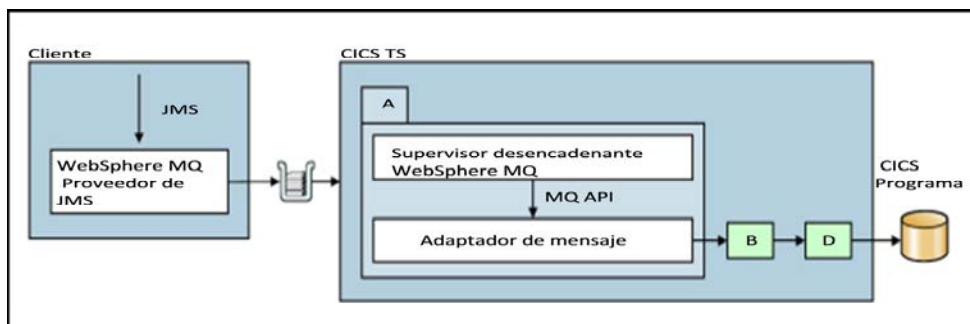 Cliente
CICS TS
JMS
WebSphere MQ
Proveedor de
JMS
A
Supervisor desencadenante
WebSphere MQ
MQ API
Adaptador de mensaje
B
D
CICS
Programa